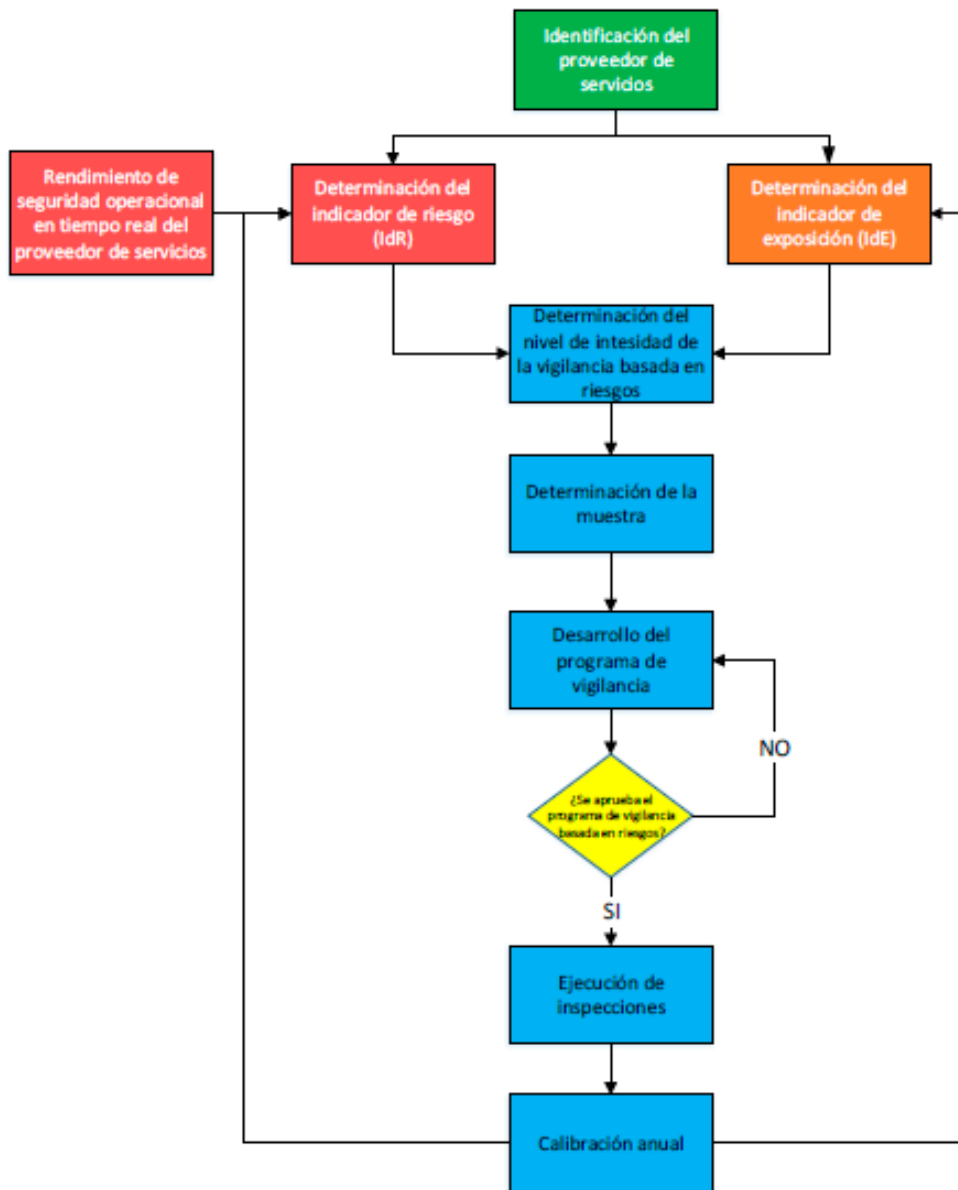 Identificación del
proveedor de
servicios
Rendimiento de
seguridad operacional
en tiempo real del
proveedor de servicios
Determinación del
indicador de riesgo
(IdR)
Determinación del
indicador de
exposición (IdE)
Determinación del
nivel de intesidad de
la vigilancia basada en
riesgos
Determinación de la
muestra
Desarrollo del
programa de
vigilancia
NO
¿Se aprueba el
programa de vigilancia
basada en riesgos?
SI
Ejecución de
inspecciones
Calibración anual